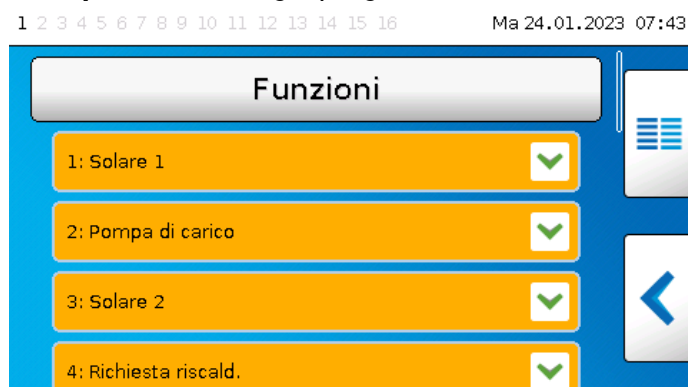 1 2 3 4 5 6 7 8 9 10 11 12 13 14 15 16 Ma 24.01.2023 07:43
Funzioni
1: Solare 1
2: Pompa di carico
3: Solare 2
4: Richiesta riscald.